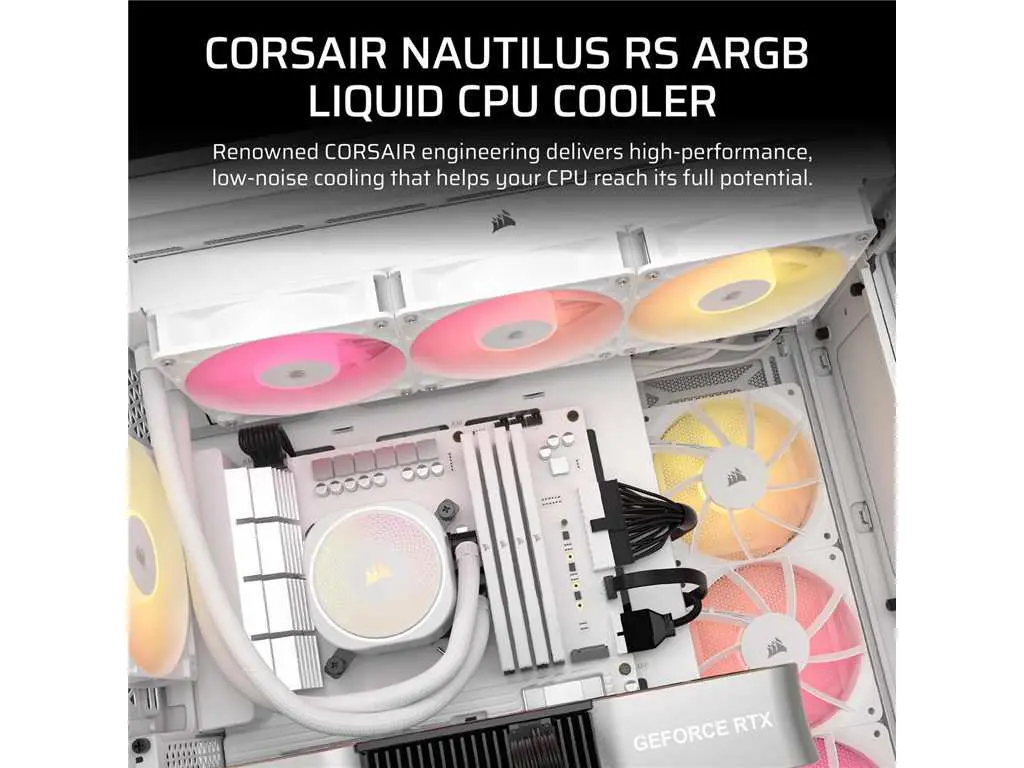 CORSAIR NAUTILUS RS ARGB
LIQUID CPU COOLER
Renowned CORSAIR engineering delivers high-performance,
low-noise cooling that helps your CPU reach its full potential.
GEFORCE RTX